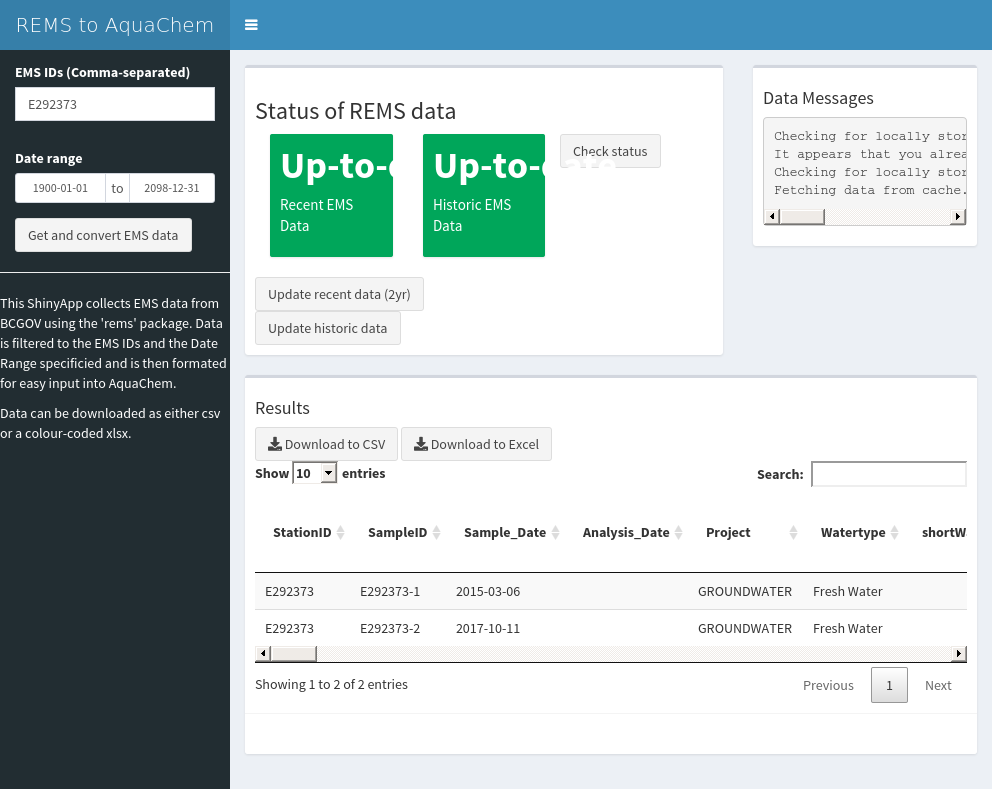 REMS to AquaChem
EMS IDs (Comma-separated)
E292373
Date range
1900-01-01 to 2098-12-31
Get and convert EMS data
This ShinyApp collects EMS data from
BCGOV using the 'rems' package. Data
is filtered to the EMS IDs and the Date
Range specificied and is then formated
for easy input into AquaChem.
Data can be downloaded as either csv
or a colour-coded xlsx.
Status of REMS data
Up-to-d
Recent EMS
Data
Up-to-date
Historic EMS
Data
Check status
Update recent data (2yr)
Update historic data
Data Messages
Checking for locally stor
It appears that you alrea
Checking for locally stor
Fetching data from cache.
Results
Download to CSV Download to Excel
Show 10 entries Search:
StationID SampleID Sample_Date Analysis_Date Project Watertype shortW
E292373 E292373-1 2015-03-06 GROUNDWATER Fresh Water
E292373 E292373-2 2017-10-11 GROUNDWATER Fresh Water
Showing 1 to 2 of 2 entries Previous 1 Next